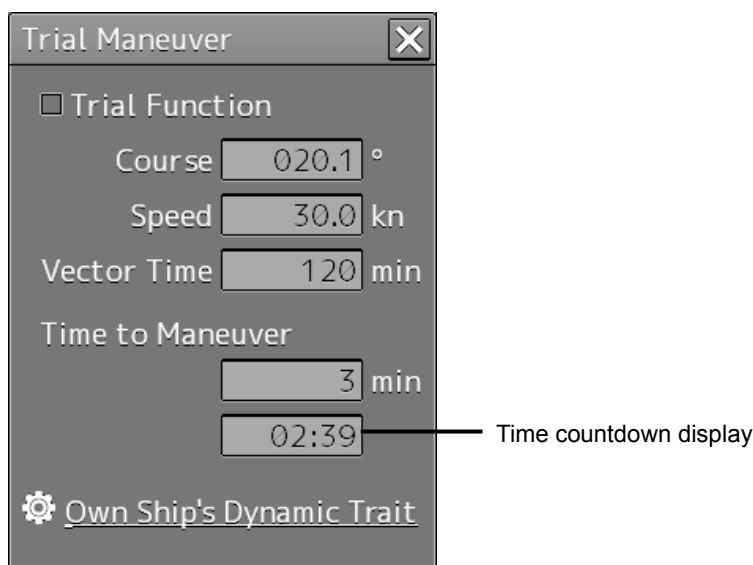 Trial Maneuver
Trial Function
Course 020.1 °
Speed 30.0 kn
Vector Time 120 min
Time to Maneuver
3 min
02:39 Time countdown display
Own Ship's Dynamic Trait